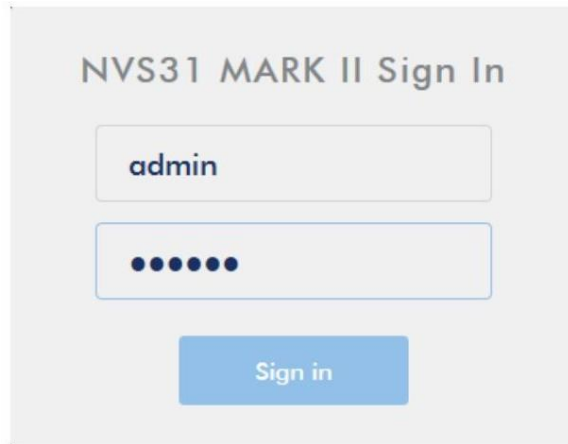 NVS31 MARK II Sign In
admin
●●●●●●
Sign in